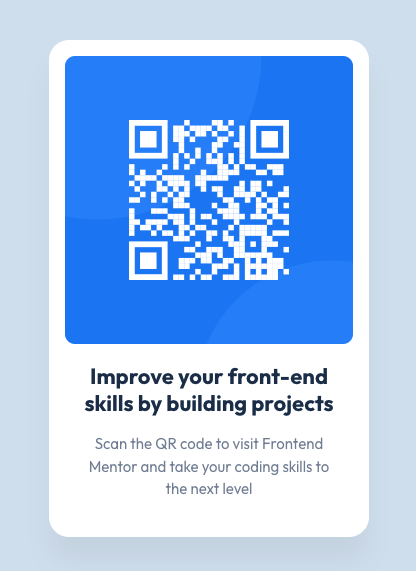 Improve your front-end
skills by building projects
Scan the QR code to visit Frontend
Mentor and take your coding skills to
the next level